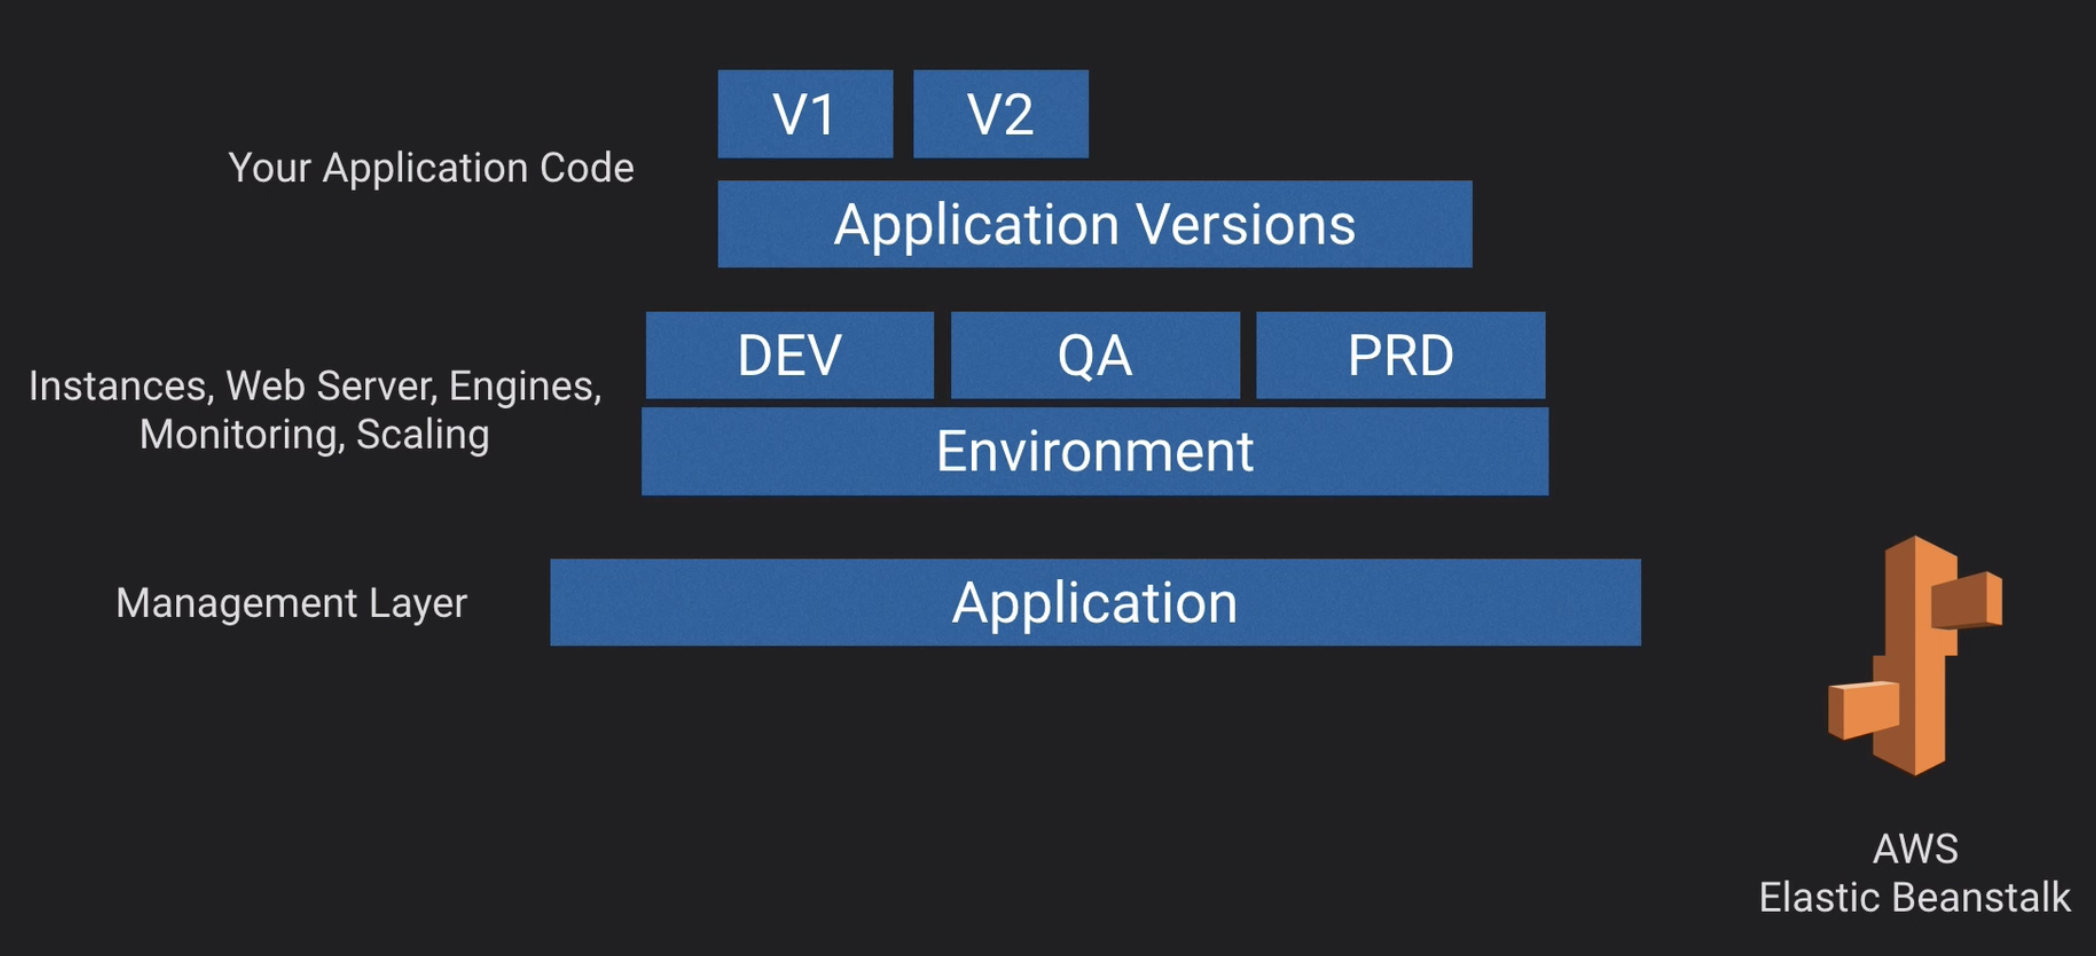 V1
V2
Your Application Code
Application Versions
DEV
QA
PRD
Instances, Web Server, Engines,
Monitoring, Scaling
Environment
Management Layer
Application
AWS
Elastic Beanstalk